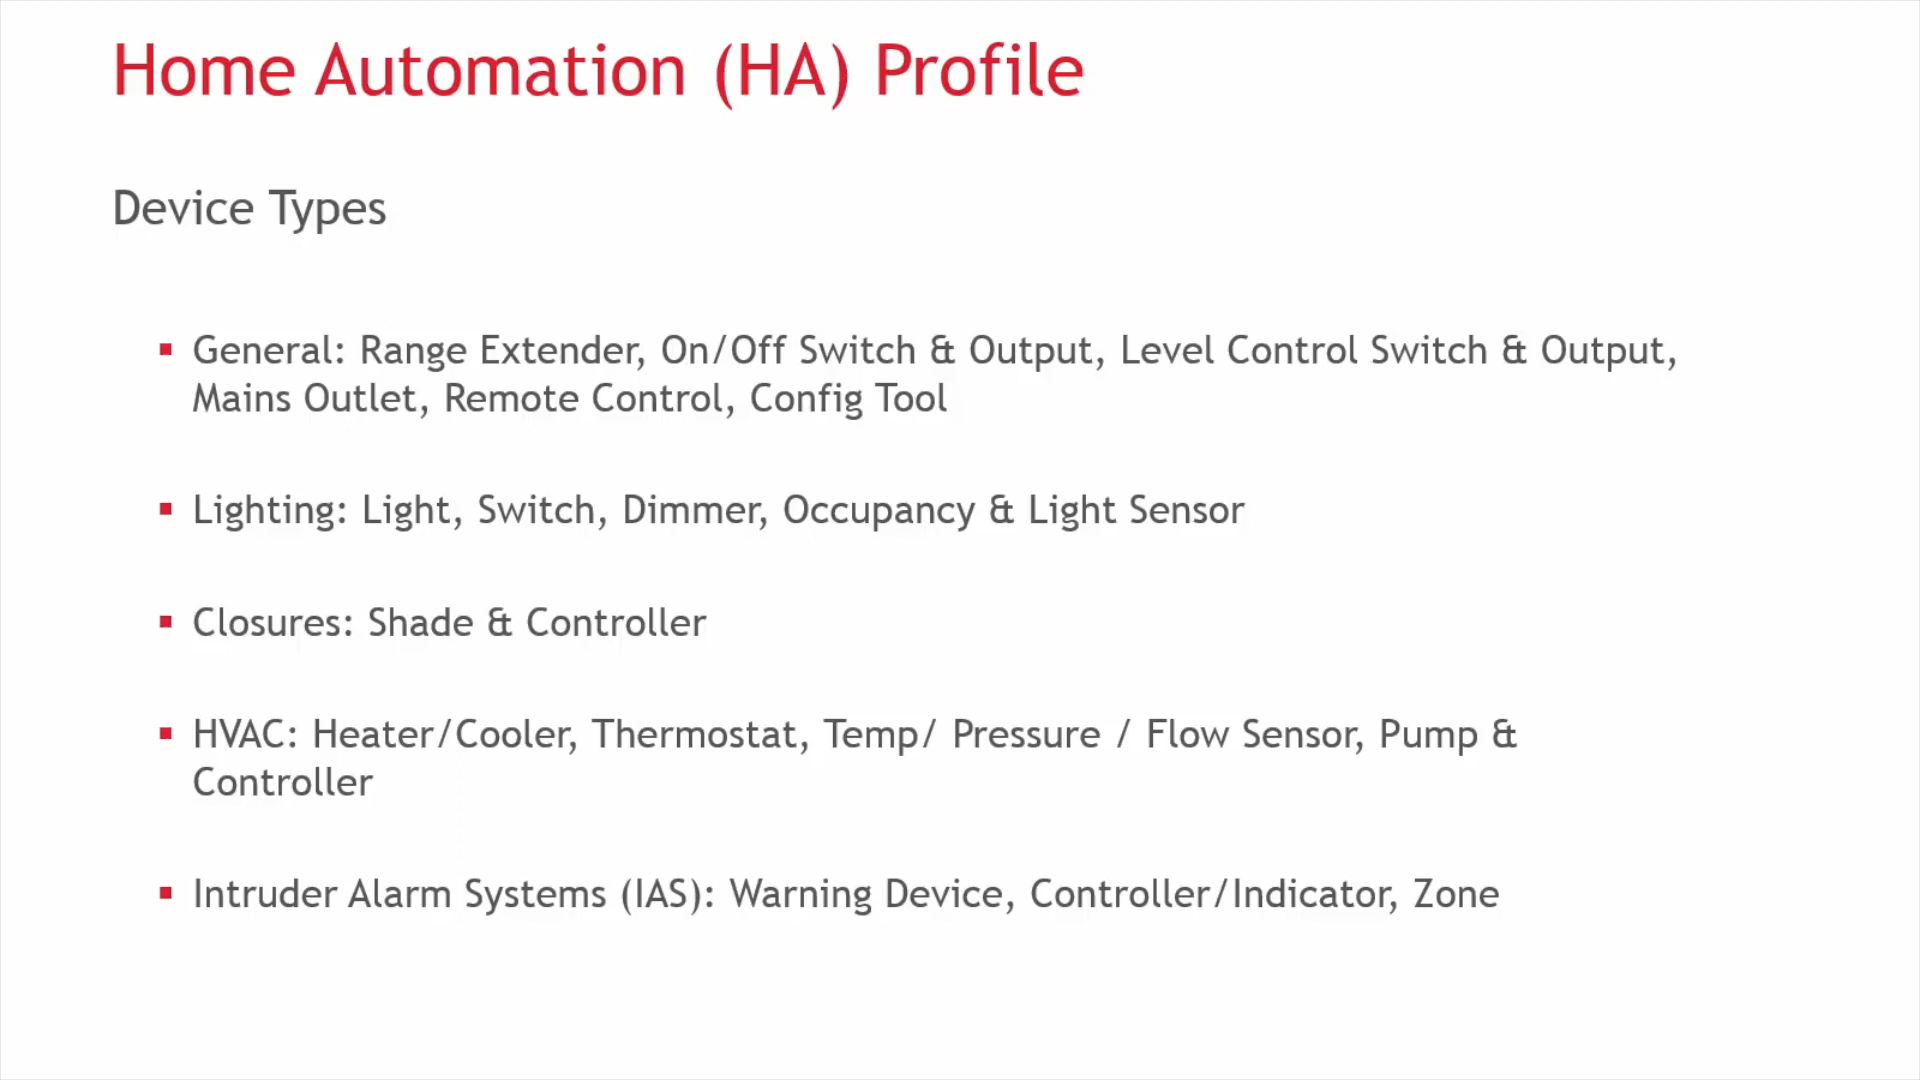 Home Automation (HA) Profile
Device Types
▪ General: Range Extender, On/Off Switch & Output, Level Control Switch & Output,
Mains Outlet, Remote Control, Config Tool
▪ Lighting: Light, Switch, Dimmer, Occupancy & Light Sensor
▪ Closures: Shade & Controller
▪ HVAC: Heater/Cooler, Thermostat, Temp/ Pressure / Flow Sensor, Pump &
Controller
▪ Intruder Alarm Systems (IAS): Warning Device, Controller/Indicator, Zone